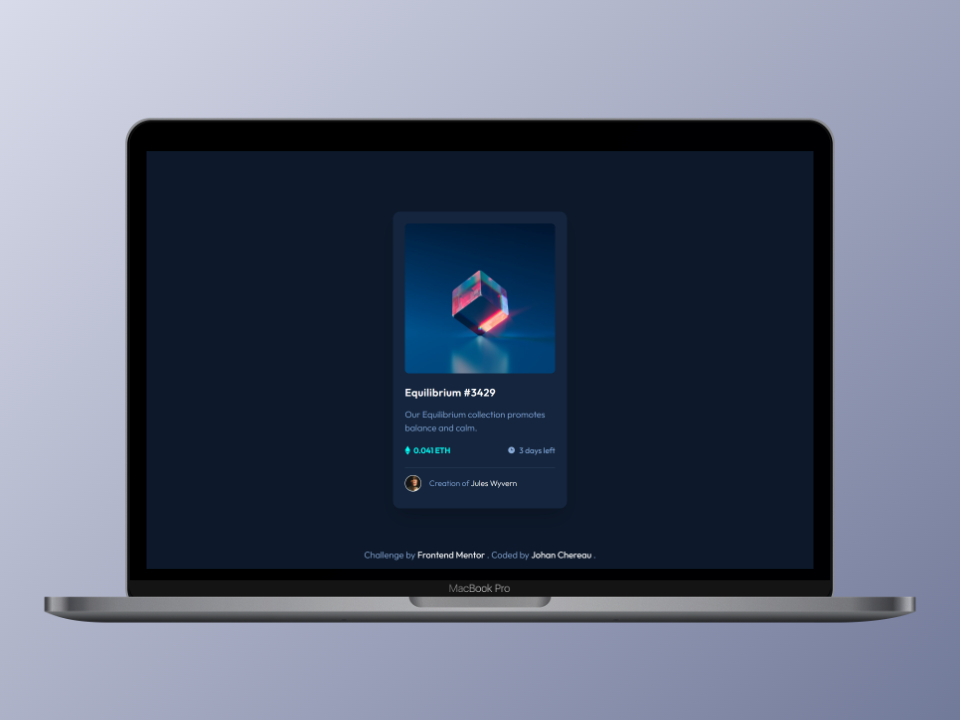 Equilibrium #3429
Our Equilibrium collection promotes
balance and calm.
0.041 ETH
3 days left
Creation of Jules Wyvern
Challenge by Frontend Mentor . Coded by Johan Chereau .
MacBook Pro